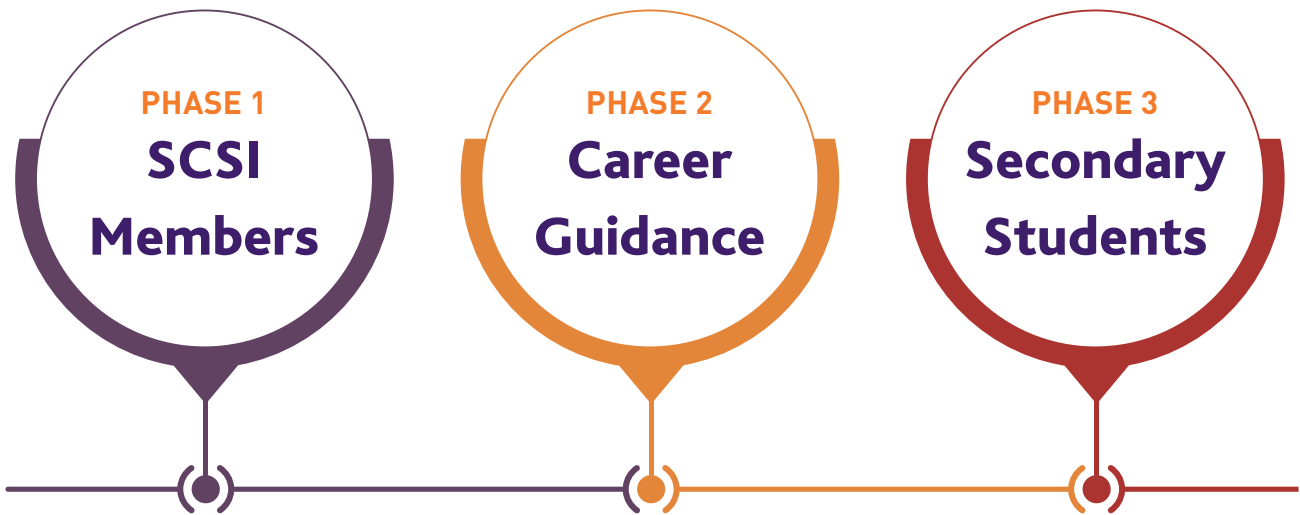 PHASE 1
SCSI
Members
PHASE 2
Career
Guidance
PHASE 3
Secondary
Students